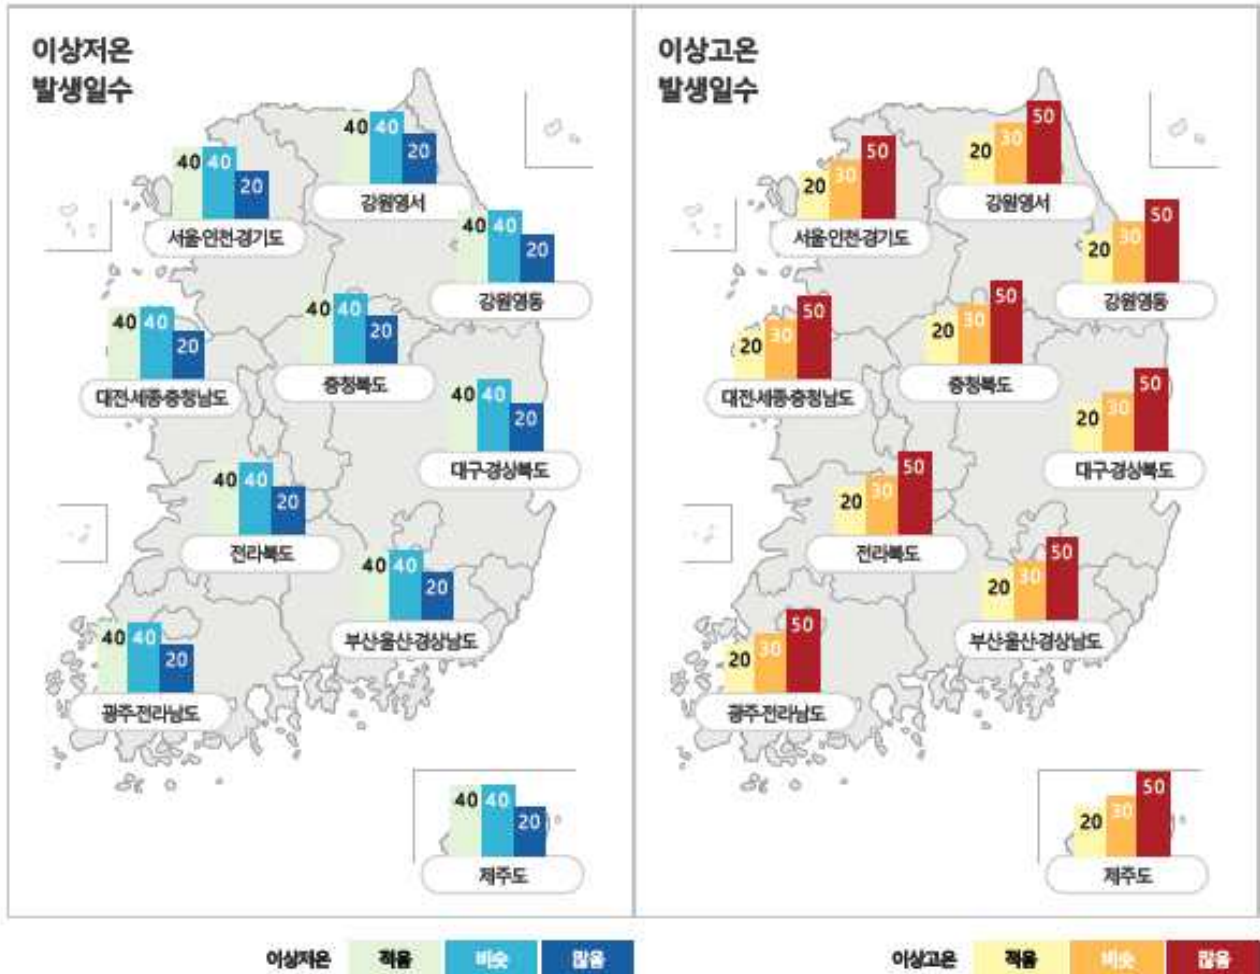 이상저온
발생일수
40 40 20
강원영서
40 40 20
서울·인천·경기도
40 40 20
강원영동
40 40 20
대전·세종·충청남도
40 40 20
충청북도
40 40 20
대구·경상북도
40 40 20
전라북도
40 40 20
부산·울산·경상남도
40 40 20
광주·전라남도
40 40 20
제주도
이상저온 적음 비슷 많음
이상고온
발생일수
20 30 50
강원영서
20 30 50
서울·인천·경기도
20 30 50
강원영동
20 30 50
대전·세종·충청남도
20 30 50
충청북도
20 30 50
대구·경상북도
20 30 50
전라북도
20 30 50
부산·울산·경상남도
20 30 50
광주·전라남도
20 30 50
제주도
이상고온 적음 비슷 많음